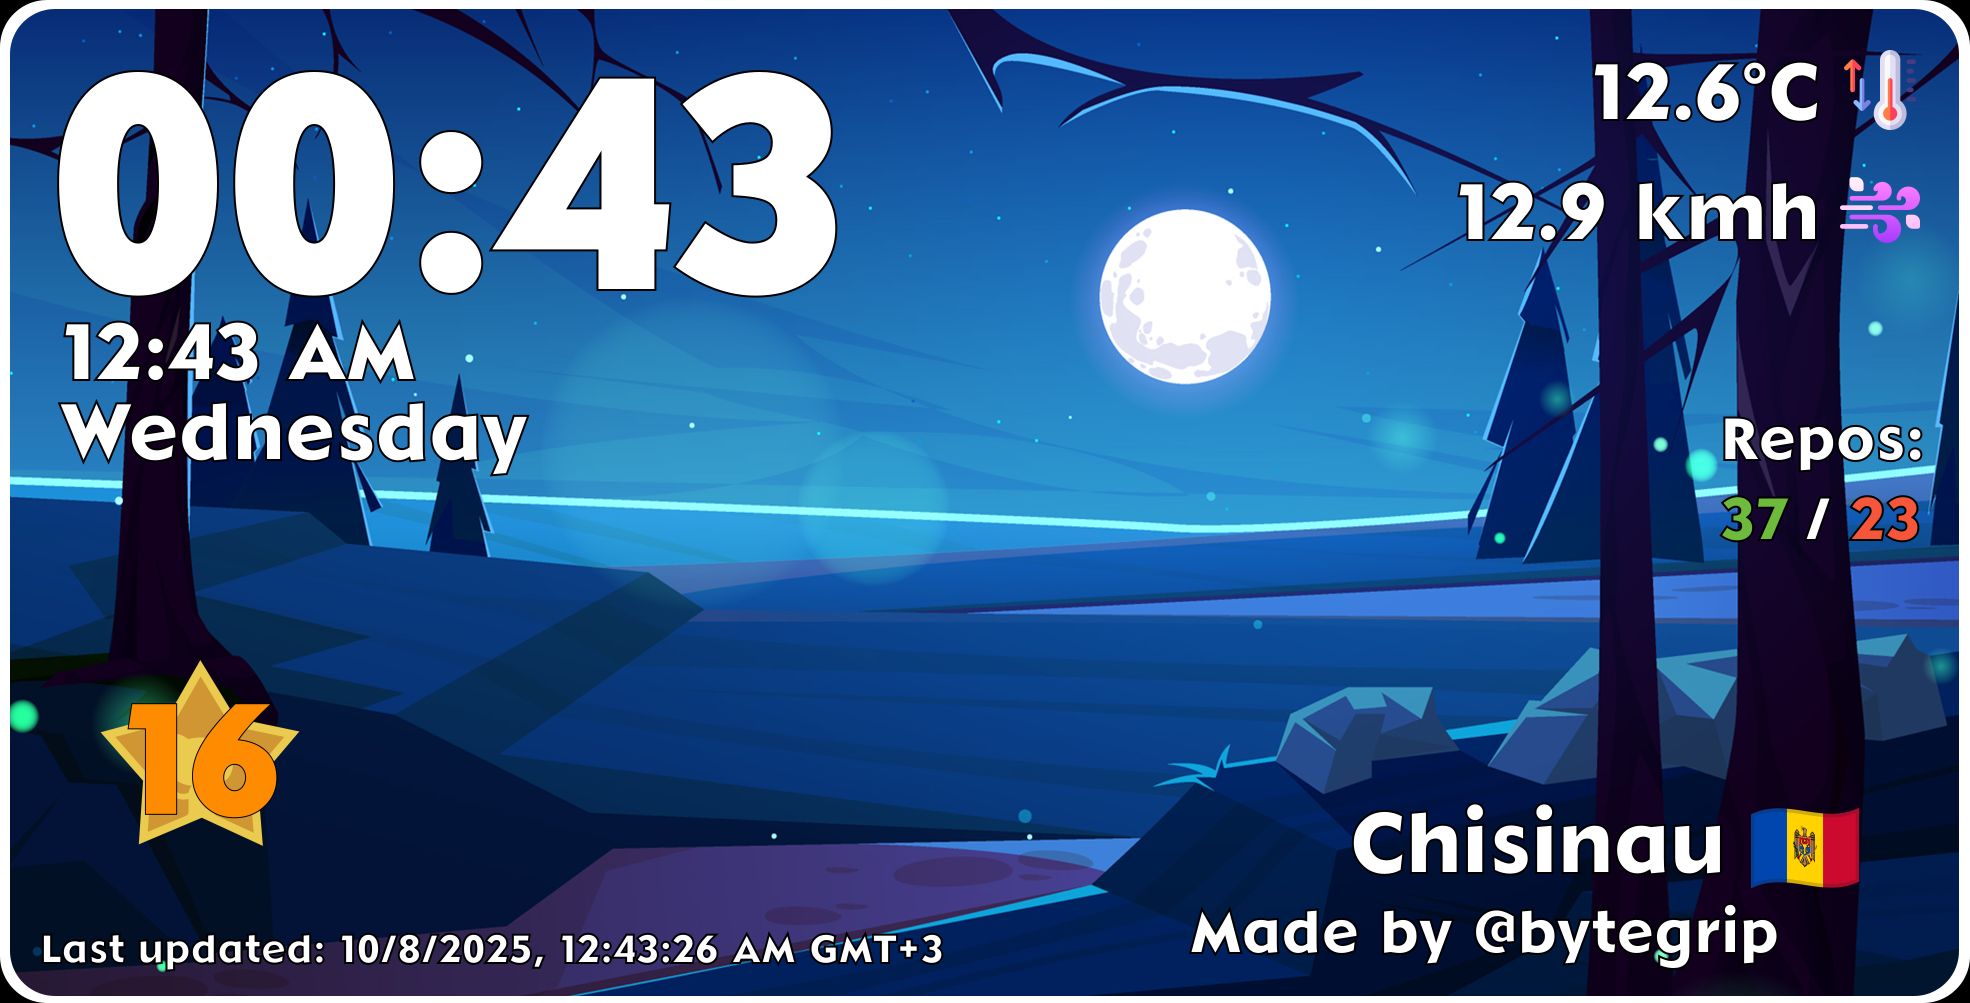 00:43
12:43 AM
Wednesday
12.6°C
12.9 kmh
Repos:
37 / 23
16
Chisinau
Made by @bytegrip
Last updated: 10/8/2025, 12:43:26 AM GMT+3